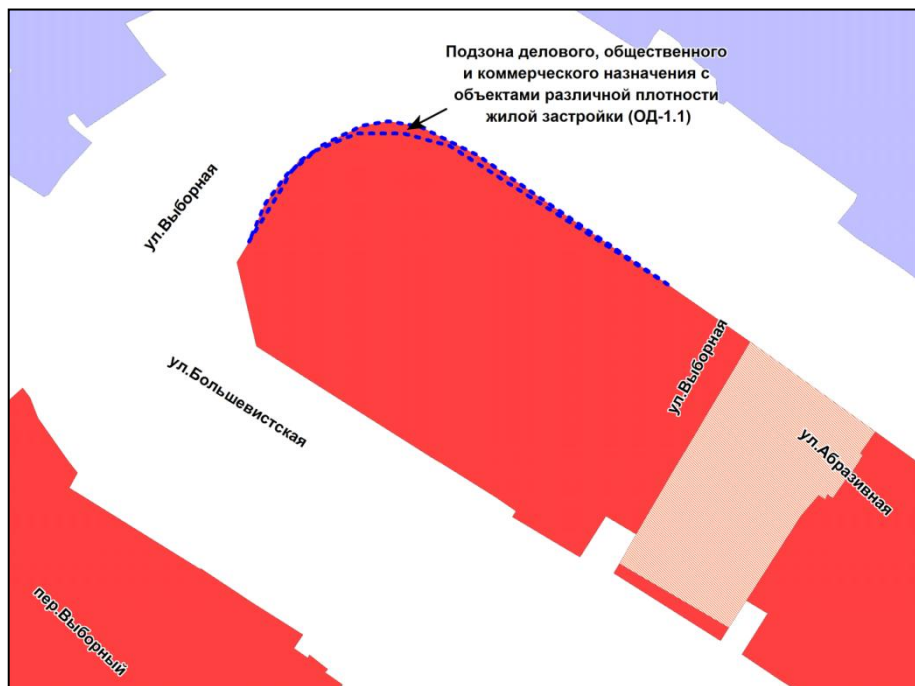 Подзона делового, общественного
и коммерческого назначения с
объектами различной плотности
жилой застройки (ОД-1.1)
ул.Выборная
ул.Большевистская
ул.Выборная
ул.Абразивная
пер.Выборный